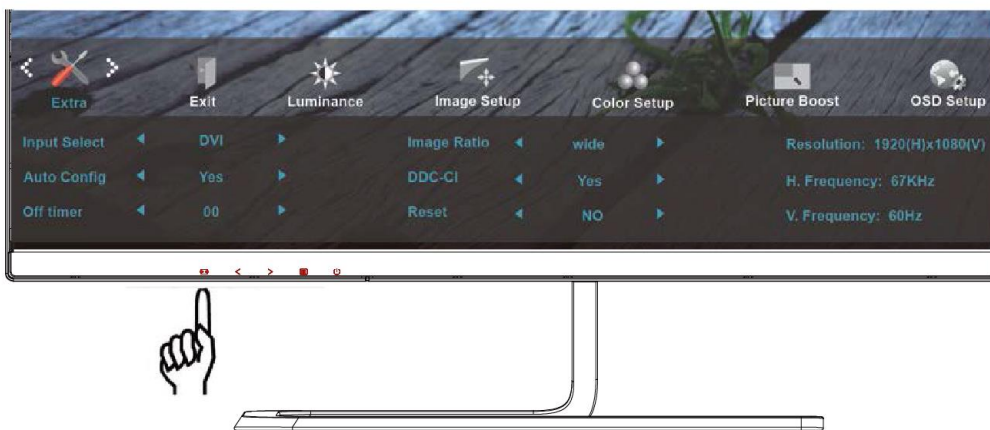 Extra Exit Luminance Image Setup Color Setup Picture Boost OSD Setup
Input Select DVI Image Ratio wide Resolution: 1920(H)x1080(V)
Auto Config Yes DDC-CI Yes H. Frequency: 67KHz
Off timer 00 Reset NO V. Frequency: 60Hz